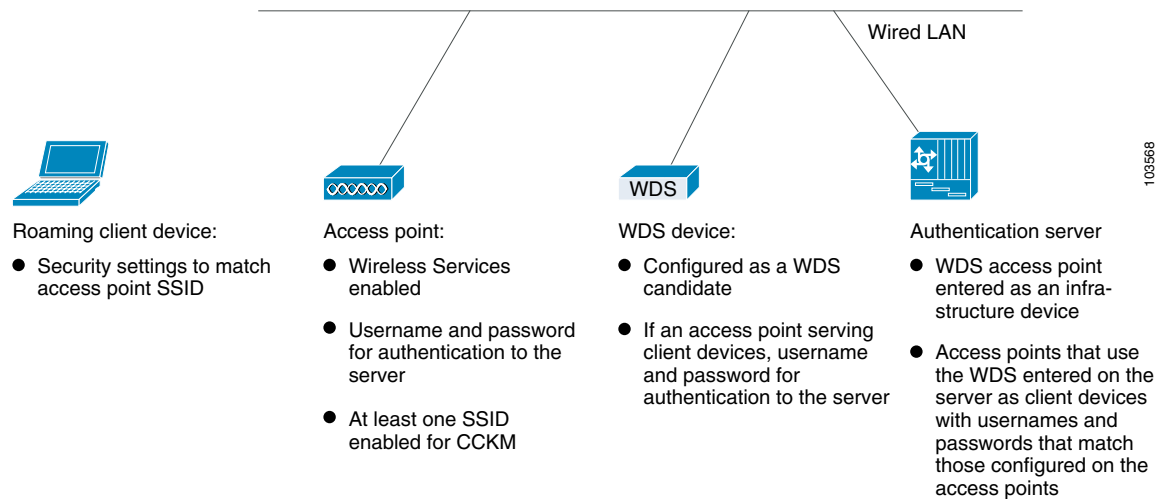 Wired LAN
103568
WDS
Roaming client device:
● Security settings to match
access point SSID
Access point:
● Wireless Services
enabled
● Username and password
for authentication to the
server
● At least one SSID
enabled for CCKM
WDS device:
● Configured as a WDS
candidate
● If an access point serving
client devices, username
and password for
authentication to the server
Authentication server
● WDS access point
entered as an infra-
structure device
● Access points that use
the WDS entered on the
server as client devices
with usernames and
passwords that match
those configured on the
access points